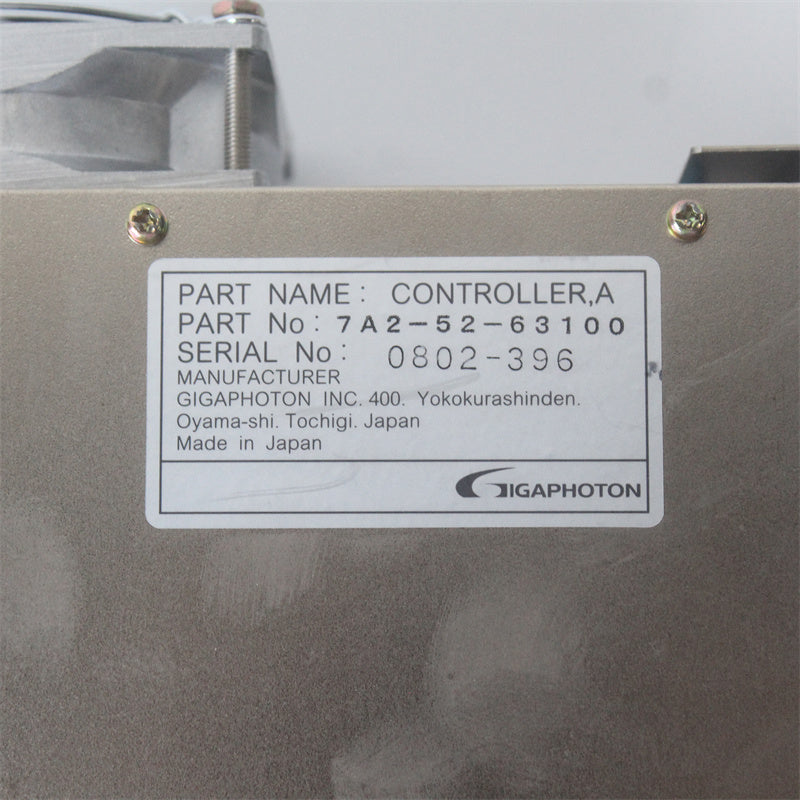 PART NAME: CONTROLLER,A
PART No: 7A2-52-63100
SERIAL No: 0802-396
MANUFACTURER
GIGAPHOTON INC. 400. Yokokurashinden.
Oyama-shi. Tochigi. Japan
Made in Japan
GIGAPHOTON